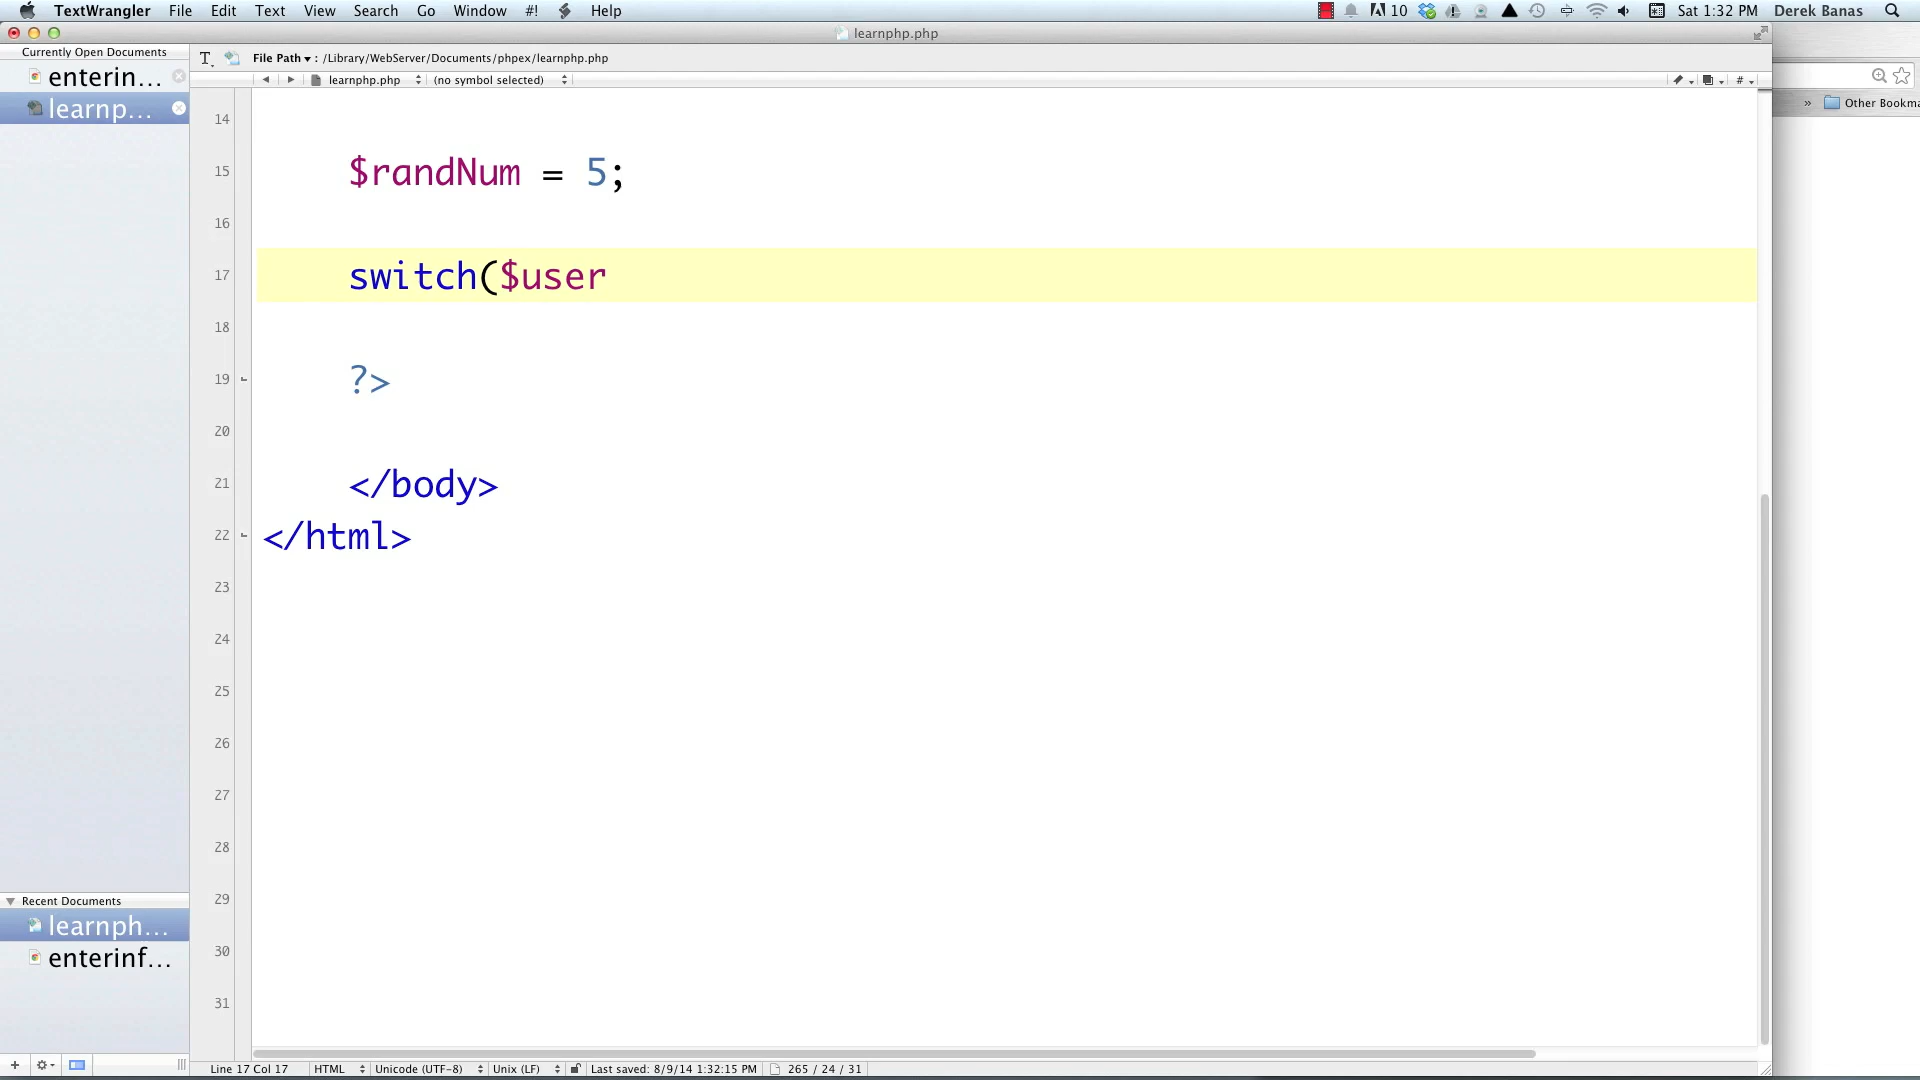 TextWrangler File Edit Text View Search Go Window #! Help 10 Sat 1:32 PM Derek Banas
learnphp.php
Currently Open Documents
File Path ▾ : /Library/WebServer/Documents/phpex/learnphp.php
enterin...
learnphp.php (no symbol selected) #
Other Bookma
learnp...
14
15 $randNum = 5;
16
17 switch($user
18
19 ?>
20
21 </body>
22 </html>
23
24
25
26
27
28
29
30
31
Recent Documents
learnph...
enterinf...
Line 17 Col 17 HTML Unicode (UTF-8) Unix (LF) Last saved: 8/9/14 1:32:15 PM 265 / 24 / 31